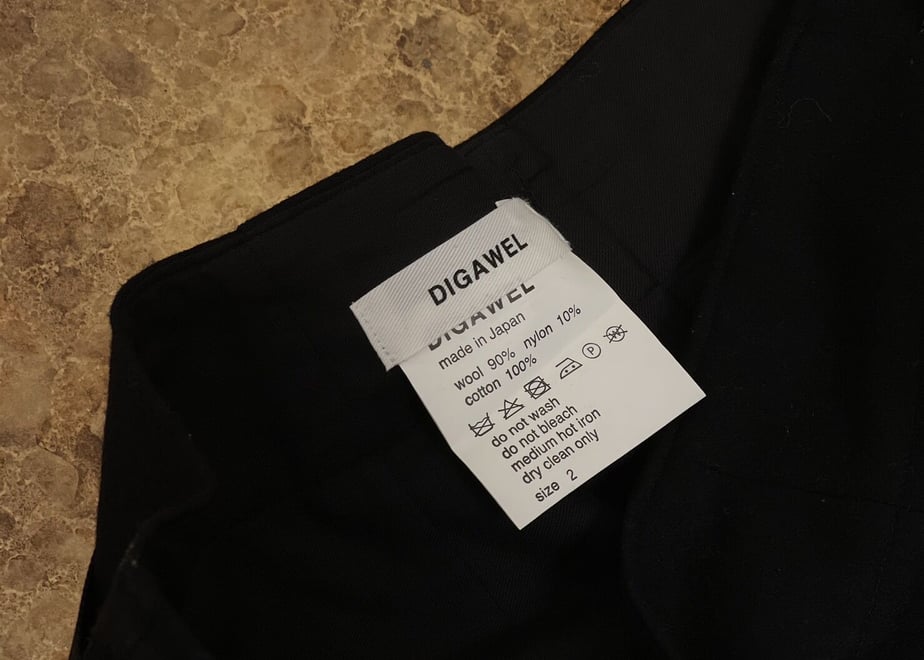 DIGAWEL
DIGAWEL
made in Japan
wool 90% nylon 10%
cotton 100%
P W
do not wash
do not bleach
medium hot iron
dry clean only
size 2